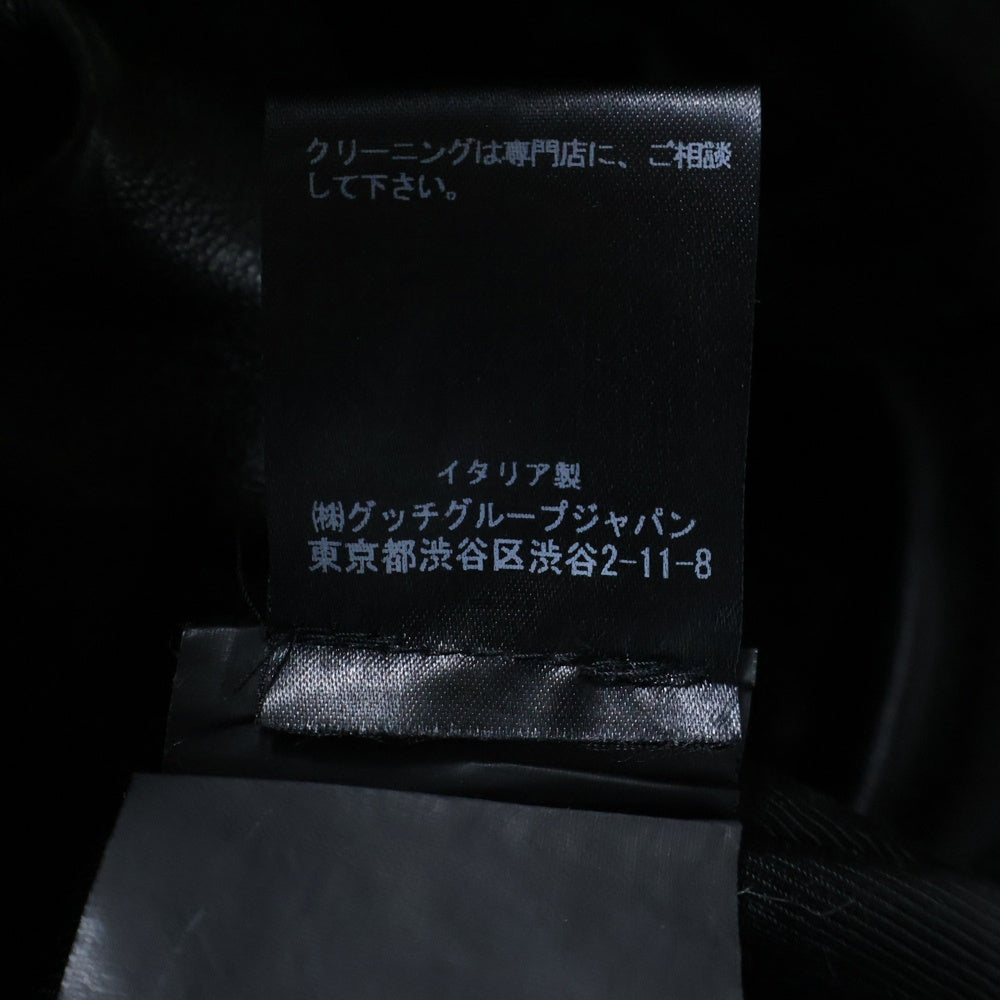 クリーニングは専門店に、ご相談
して下さい。
イタリア製
㈱グッチグループジャパン
東京都渋谷区渋谷2-11-8